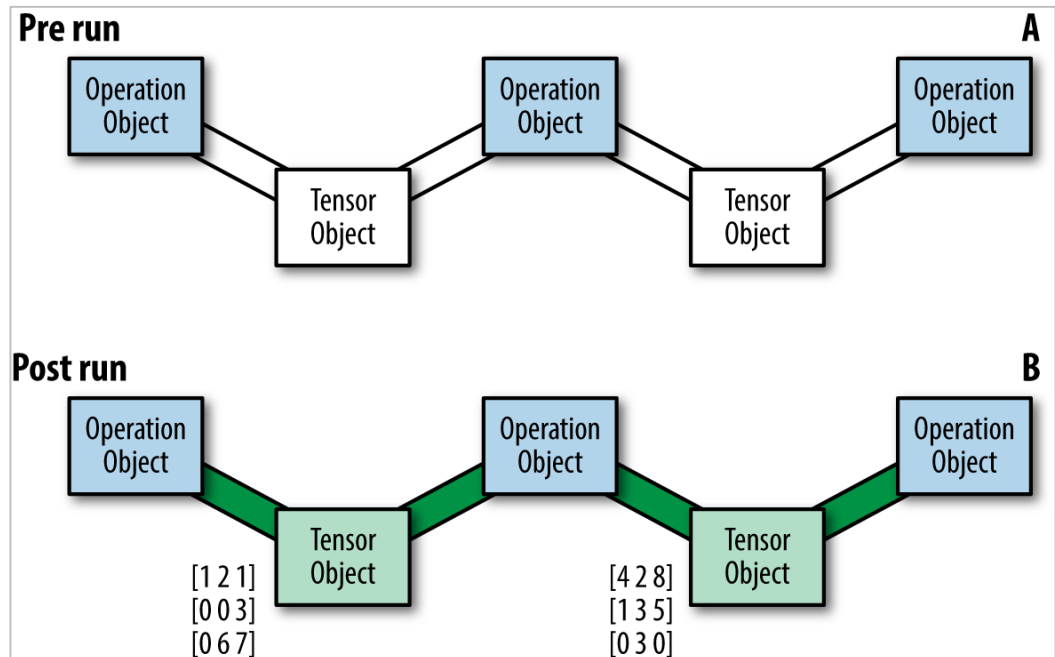 Pre run
A
Operation
Object
Operation
Object
Operation
Object
Tensor
Object
Tensor
Object
Post run
B
Operation
Object
Operation
Object
Operation
Object
Tensor
Object
Tensor
Object
[1 2 1]
[0 0 3]
[0 6 7]
[4 2 8]
[1 3 5]
[0 3 0]